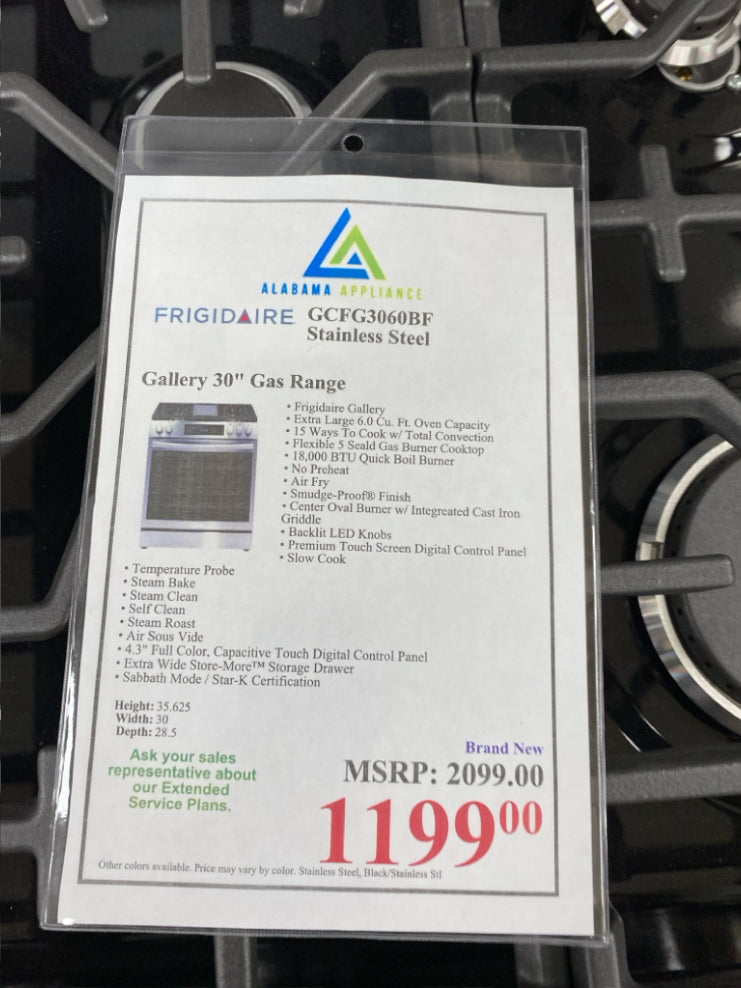 ALABAMA APPLIANCE
FRIGIDAIRE GCFG3060BF
Stainless Steel
Gallery 30" Gas Range
• Frigidaire Gallery
• Extra Large 6.0 Cu. Ft. Oven Capacity
• 15 Ways To Cook w/ Total Convection
• Flexible 5 Seald Gas Burner Cooktop
• 18,000 BTU Quick Boil Burner
• No Preheat
• Air Fry
• Smudge-Proof® Finish
• Center Oval Burner w/ Integreated Cast Iron
Griddle
• Backlit LED Knobs
• Premium Touch Screen Digital Control Panel
• Slow Cook
• Temperature Probe
• Steam Bake
• Steam Clean
• Self Clean
• Steam Roast
• Air Sous Vide
• 4.3" Full Color, Capacitive Touch Digital Control Panel
• Extra Wide Store-More™ Storage Drawer
• Sabbath Mode / Star-K Certification
Height: 35.625
Width: 30
Depth: 28.5
Ask your sales
representative about
our Extended
Service Plans.
Brand New
MSRP: 2099.00
1199⁰⁰
Other colors available. Price may vary by color. Stainless Steel, Black/Stainless Stl